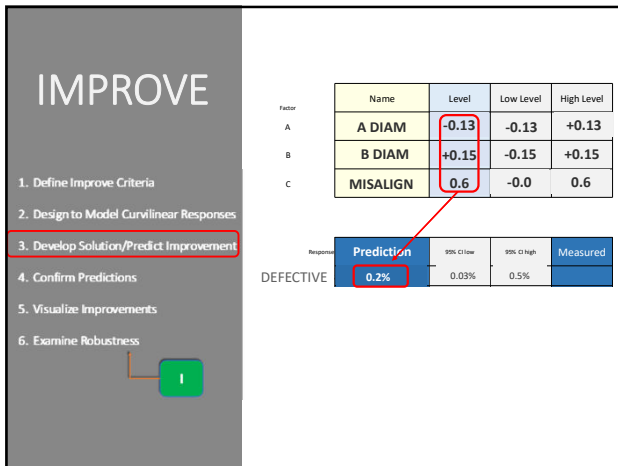 IMPROVE
1. Define Improve Criteria
2. Design to Model Curvilinear Responses
3. Develop Solution/Predict Improvement
4. Confirm Predictions
5. Visualize Improvements
6. Examine Robustness
I
Factor Name Level Low Level High Level
A A DIAM -0.13 -0.13 +0.13
B B DIAM +0.15 -0.15 +0.15
C MISALIGN 0.6 -0.0 0.6
Response Prediction 95% CI low 95% CI high Measured
DEFECTIVE 0.2% 0.03% 0.5%